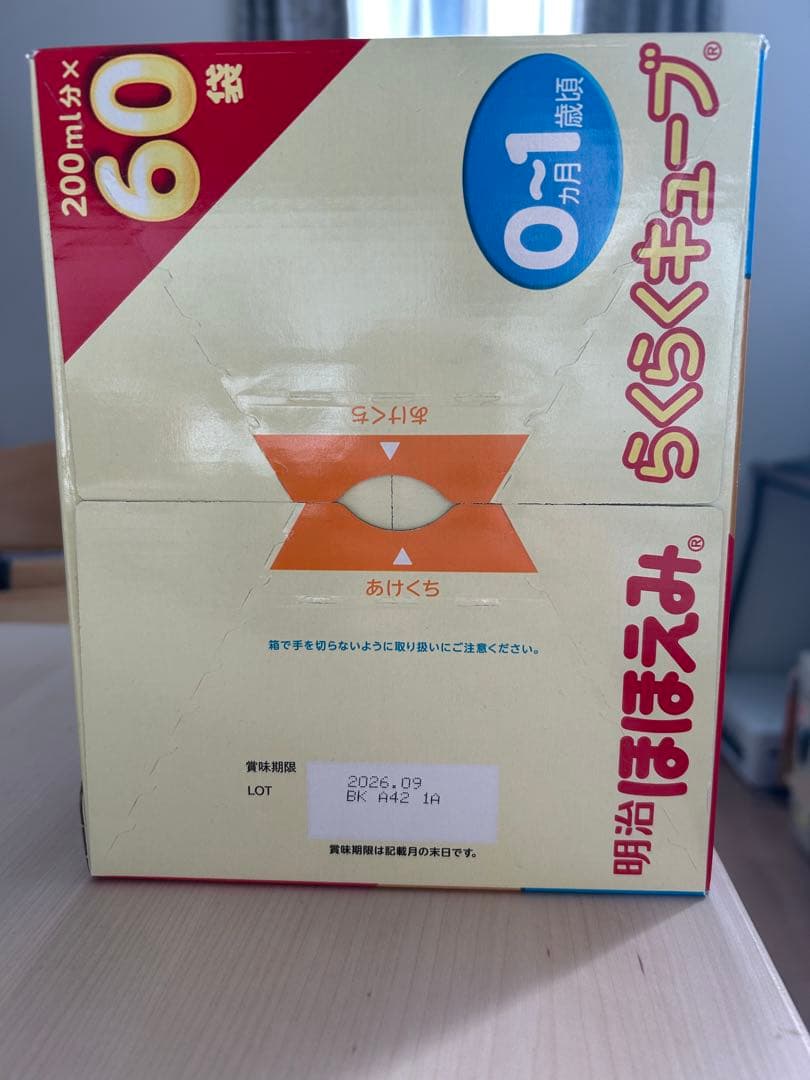 200ml分×
60袋
0~1
カ月 歳頃
明治ほほえみ®
らくらくキューブ®
あけくち
あけくち
箱で手を切らないように取り扱いにご注意ください。
賞味期限 2026.09
LOT BK A42 1A
賞味期限は記載月の末日です。